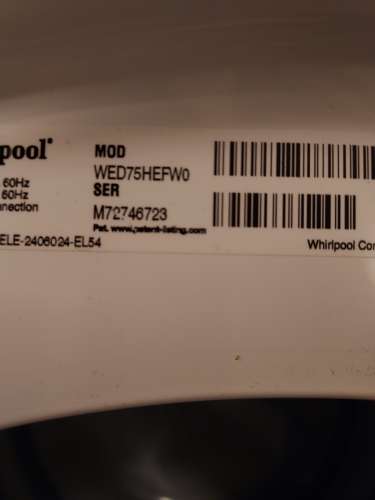 pool®
60Hz
60Hz
nnection
MOD
WED75HEFW0
SER
M72746723
Pat. www.patent-listing.com
ELE-2406024-EL54
Whirlpool Cor